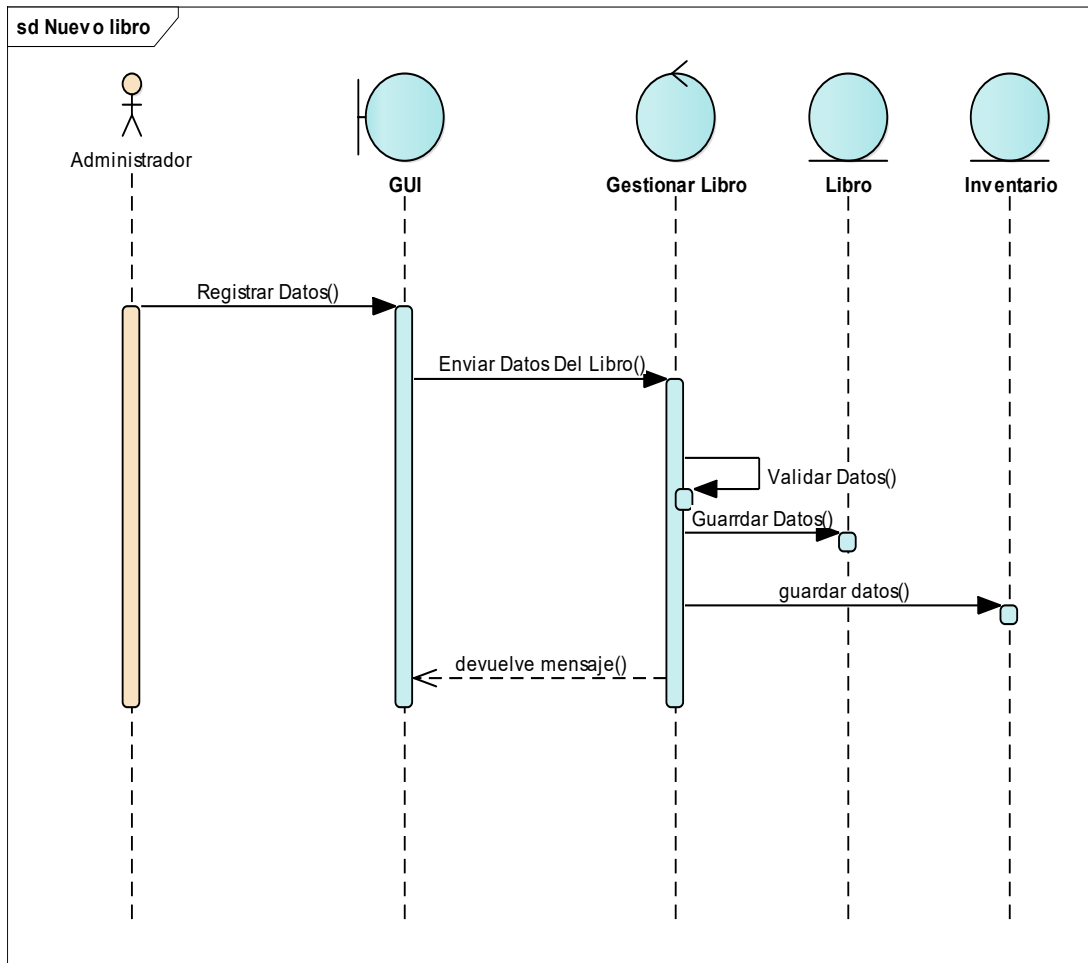 sd Nuevo libro
Administrador
GUI
Gestionar Libro
Libro
Inventario
Registrar Datos()
Enviar Datos Del Libro()
Validar Datos()
Guarrdar Datos()
guardar datos()
devuelve mensaje()